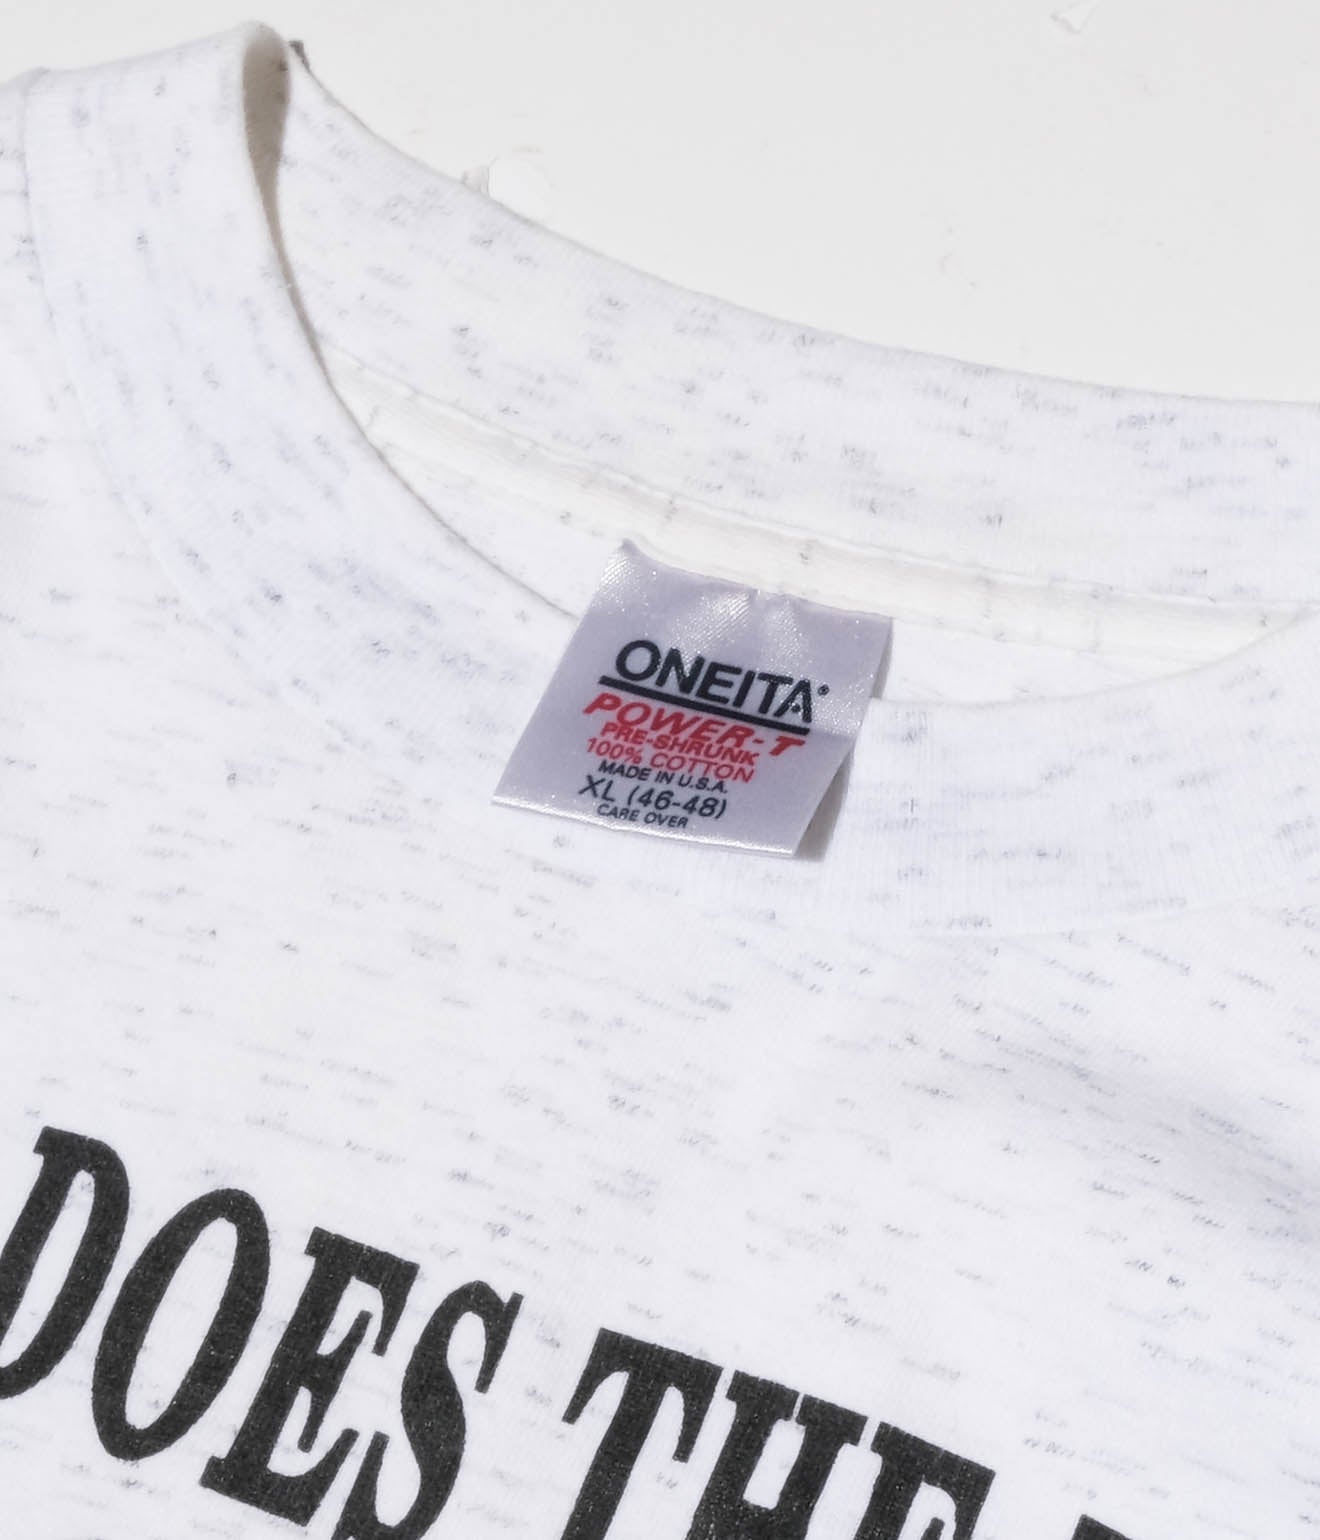 ONEITA®
POWER-T
PRE-SHRUNK
100% COTTON
MADE IN U.S.A.
XL (46-48)
CARE OVER
DOES THE